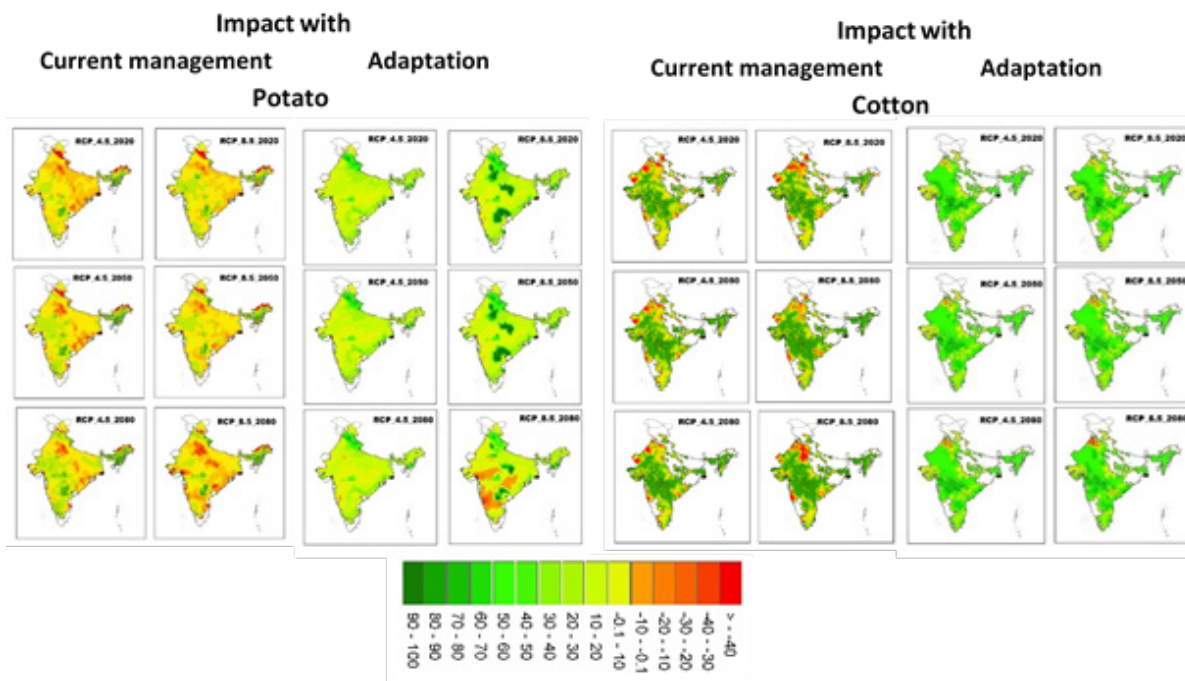 Impact with
Current management Adaptation
Potato
Impact with
Current management Adaptation
Cotton
RCP_4.5_2020 RCP_8.5_2020 RCP_4.5_2020 RCP_8.5_2020 RCP_4.5_2020 RCP_8.5_2020 RCP_4.5_2020 RCP_8.5_2020
RCP_4.5_2050 RCP_8.5_2050 RCP_4.5_2050 RCP_8.5_2050 RCP_4.5_2050 RCP_8.5_2050 RCP_4.5_2050 RCP_8.5_2050
RCP_4.5_2080 RCP_8.5_2080 RCP_4.5_2080 RCP_8.5_2080 RCP_4.5_2080 RCP_8.5_2080 RCP_4.5_2080 RCP_8.5_2080
90 - 100
80 - 90
70 - 80
60 - 70
50 - 60
40 - 50
30 - 40
20 - 30
10 - 20
-0.1 - 10
-10 - -0.1
-20 - -10
-30 - -20
-40 - -30
> - -40